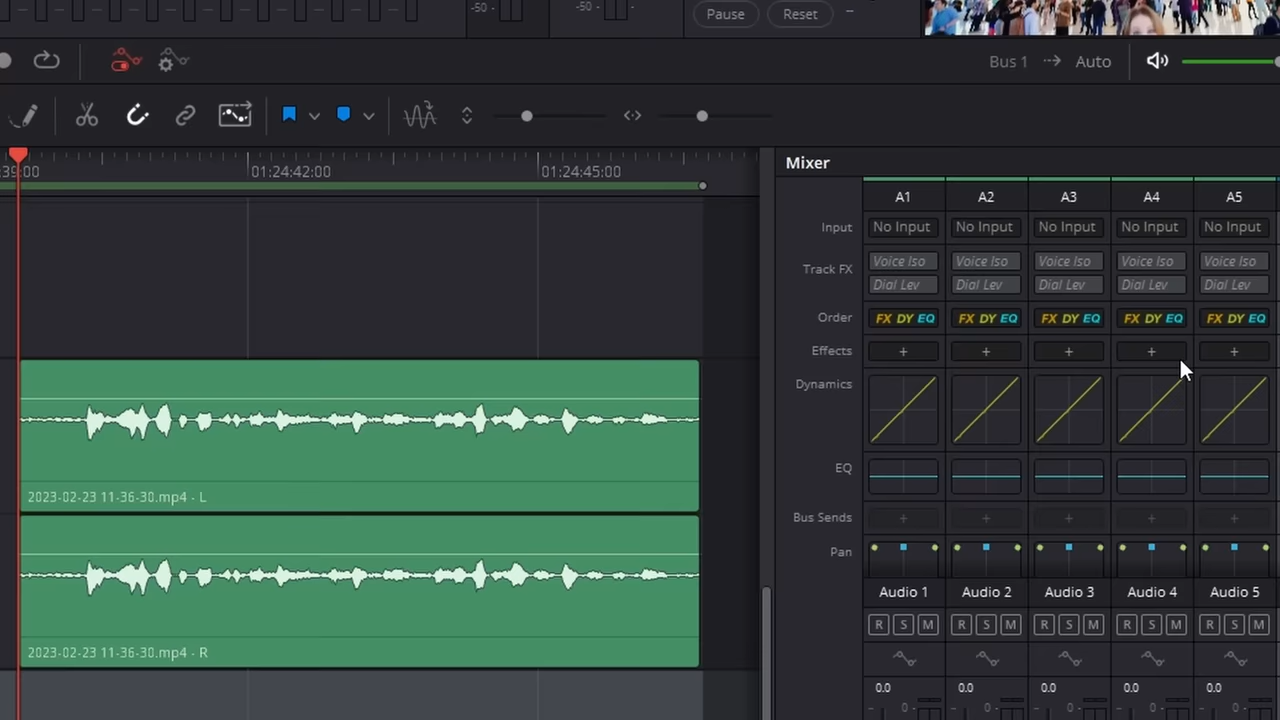 -50 -
-50 -
Pause
Reset
Bus 1
Auto
:39:00
01:24:42:00
01:24:45:00
Mixer
A1
A2
A3
A4
A5
Input
No Input
No Input
No Input
No Input
No Input
Track FX
Voice Iso
Voice Iso
Voice Iso
Voice Iso
Voice Iso
Dial Lev
Dial Lev
Dial Lev
Dial Lev
Dial Lev
Order
FX DY EQ
FX DY EQ
FX DY EQ
FX DY EQ
FX DY EQ
Effects
+
+
+
+
+
Dynamics
EQ
2023-02-23 11-36-30.mp4 - L
Bus Sends
+
+
+
+
+
Pan
Audio 1
Audio 2
Audio 3
Audio 4
Audio 5
R S M
R S M
R S M
R S M
R S M
2023-02-23 11-36-30.mp4 - R
0.0
0.0
0.0
0.0
0.0
0-
0-
0-
0-
0-